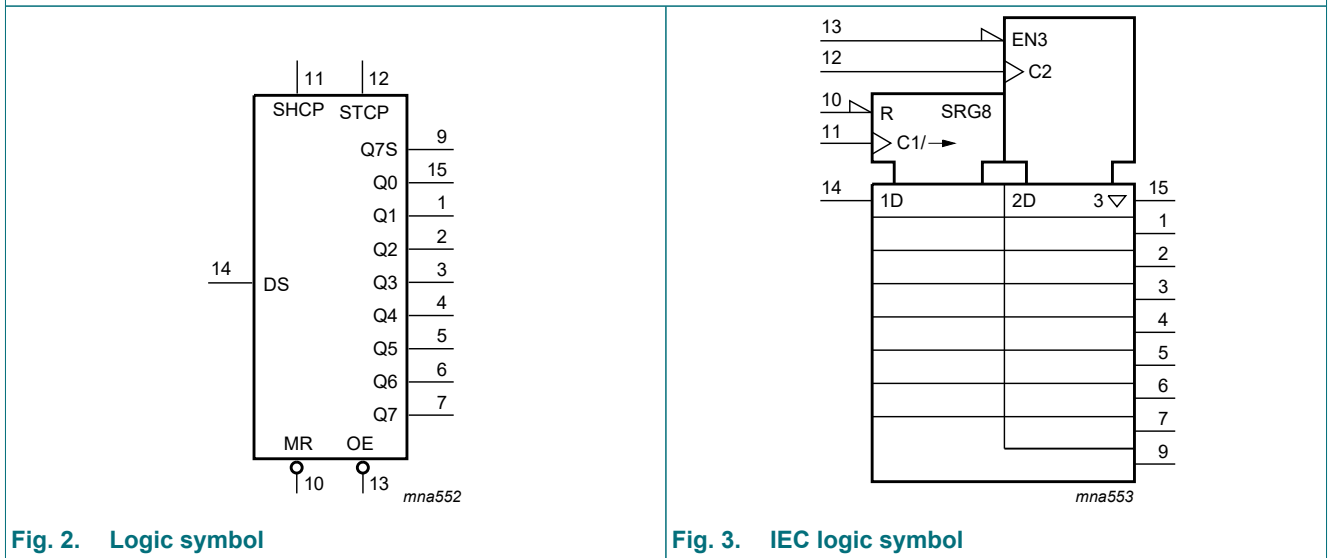 11 12
SHCP STCP
Q7S 9
Q0 15
Q1 1
Q2 2
14 DS Q3 3
Q4 4
Q5 5
Q6 6
Q7 7
MR OE
10 13
mna552
Fig. 2. Logic symbol
13 EN3
12 C2
10 R SRG8
11 C1/→
14 1D 2D 3▽ 15
1
2
3
4
5
6
7
9
mna553
Fig. 3. IEC logic symbol